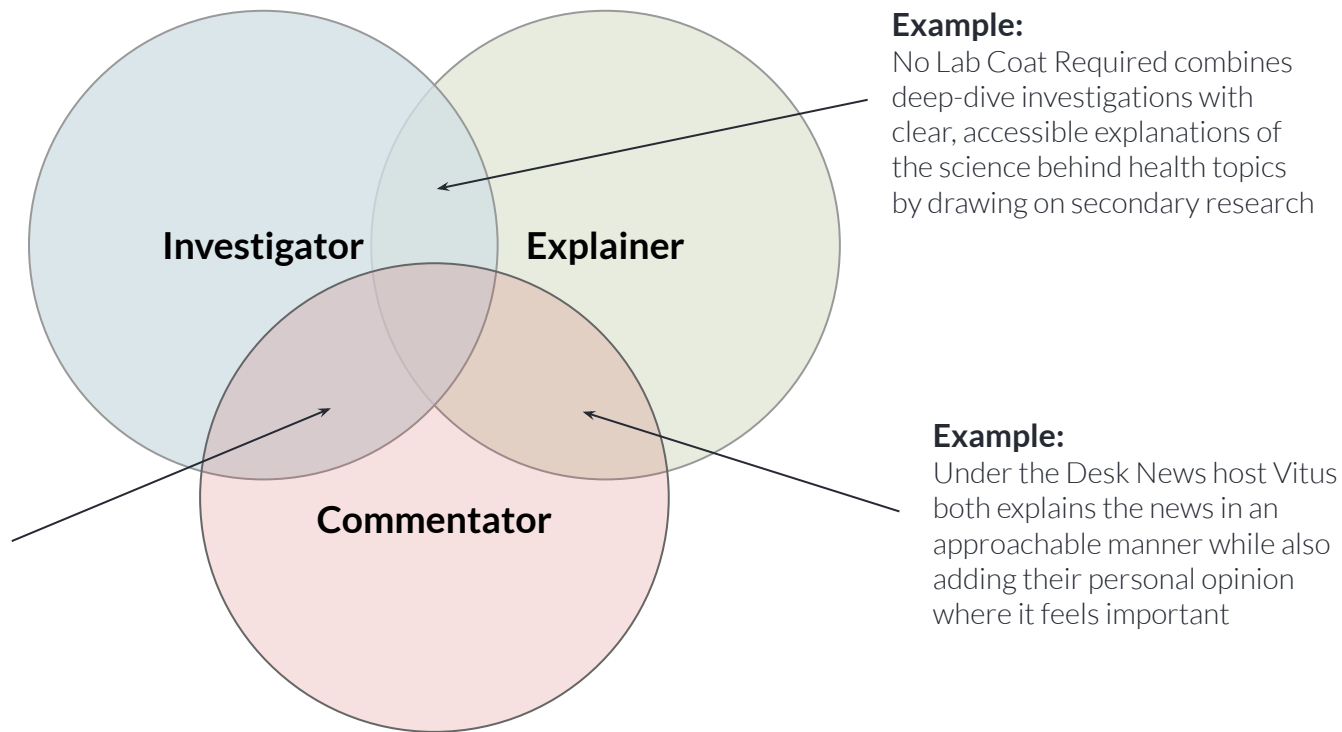 Example:
No Lab Coat Required combines
deep-dive investigations with
clear, accessible explanations of
the science behind health topics
by drawing on secondary research
Investigator
Explainer
Example:
Under the Desk News host Vitus
both explains the news in an
approachable manner while also
adding their personal opinion
where it feels important
Commentator